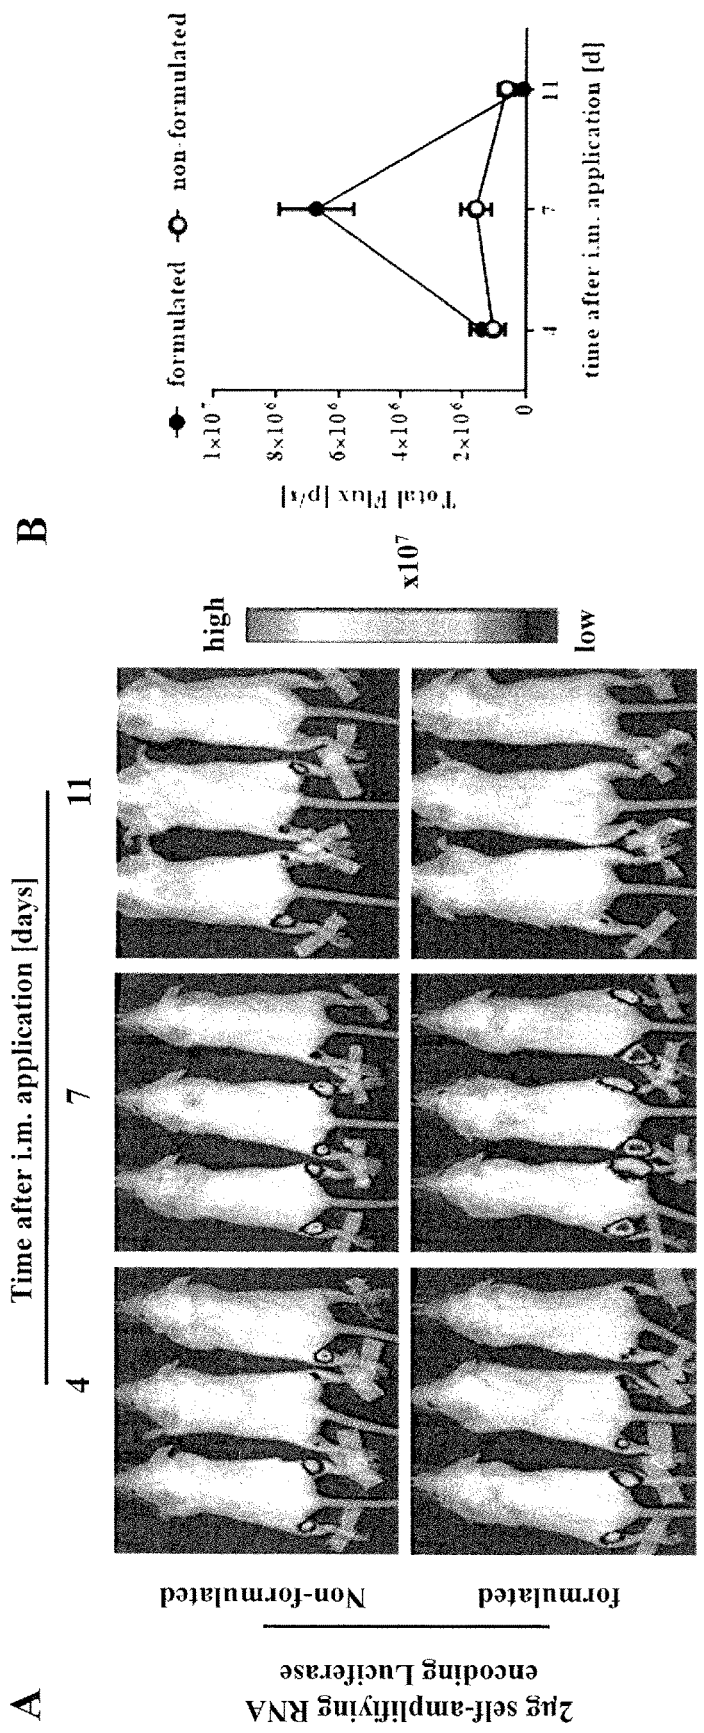 A
Time after i.m. application [days]
4
7
11
2µg self-amplifiying RNA
encoding Luciferase
Non-formulated
formulated
high
low
x10⁷
B
formulated
non-formulated
Total Flux [p/s]
1×10⁷
8×10⁶
6×10⁶
4×10⁶
2×10⁶
0
4
7
11
time after i.m. application [d]